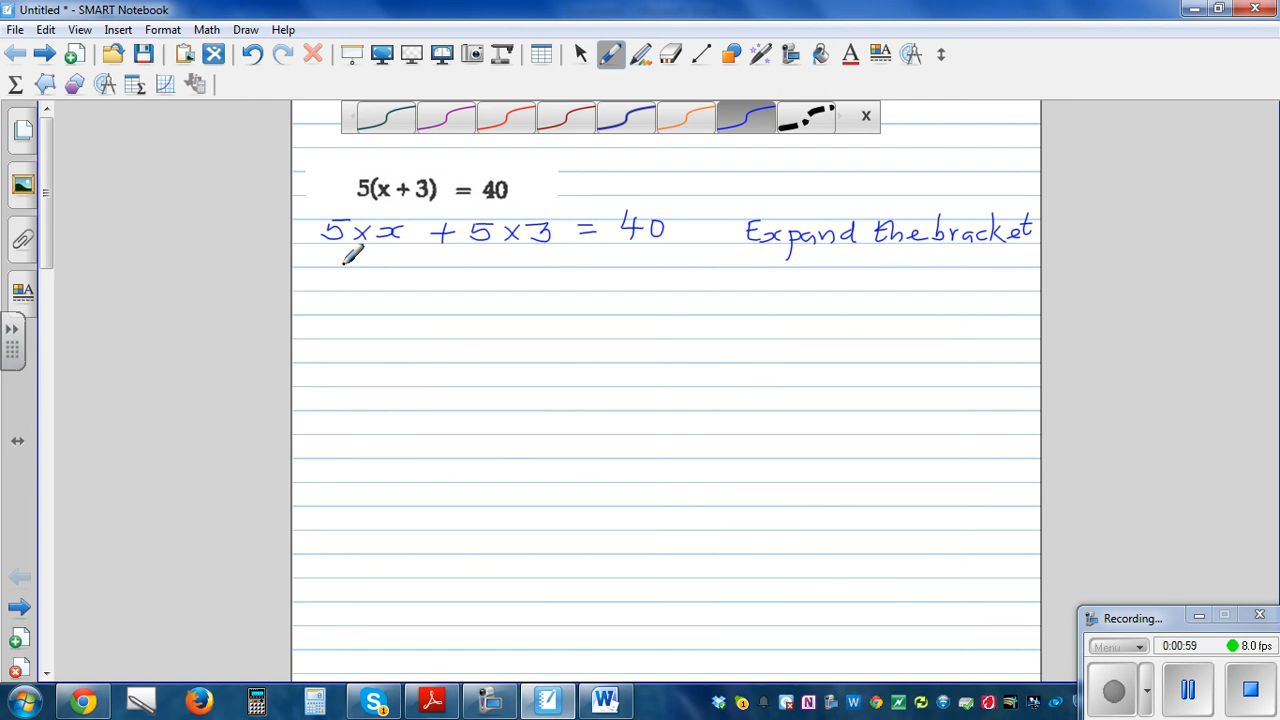 Untitled * - SMART Notebook
File Edit View Insert Format Math Audio Draw Help
x
5(x + 3) = 40
5 × x + 5 × 3 = 40 Expand the bracket
Recording...
Menu 0:00:59 8.0 fps